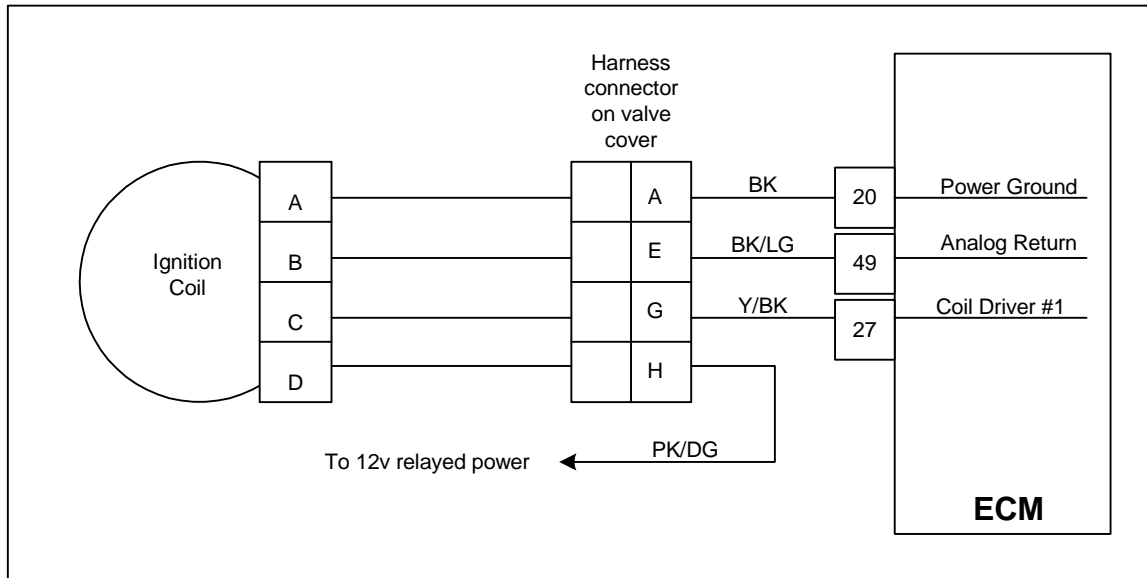 Harness
connector
on valve
cover
Ignition
Coil
A
B
C
D
A
E
G
H
BK
BK/LG
Y/BK
PK/DG
20
49
27
Power Ground
Analog Return
Coil Driver #1
To 12v relayed power
ECM